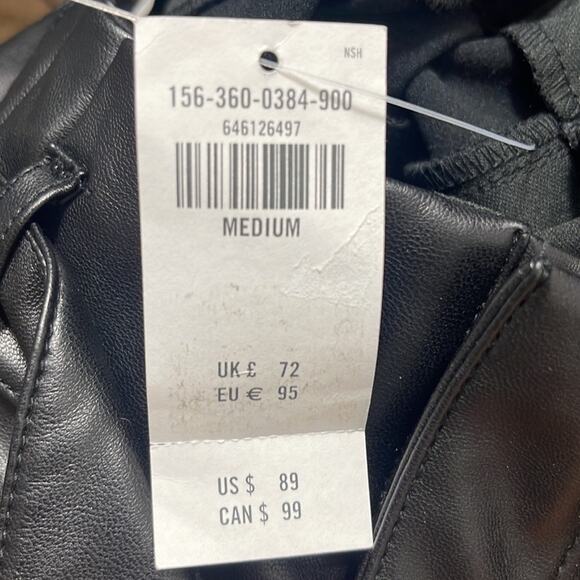 NSH
156-360-0384-900
646126497
MEDIUM
UK £ 72
EU € 95
US $ 89
CAN $ 99